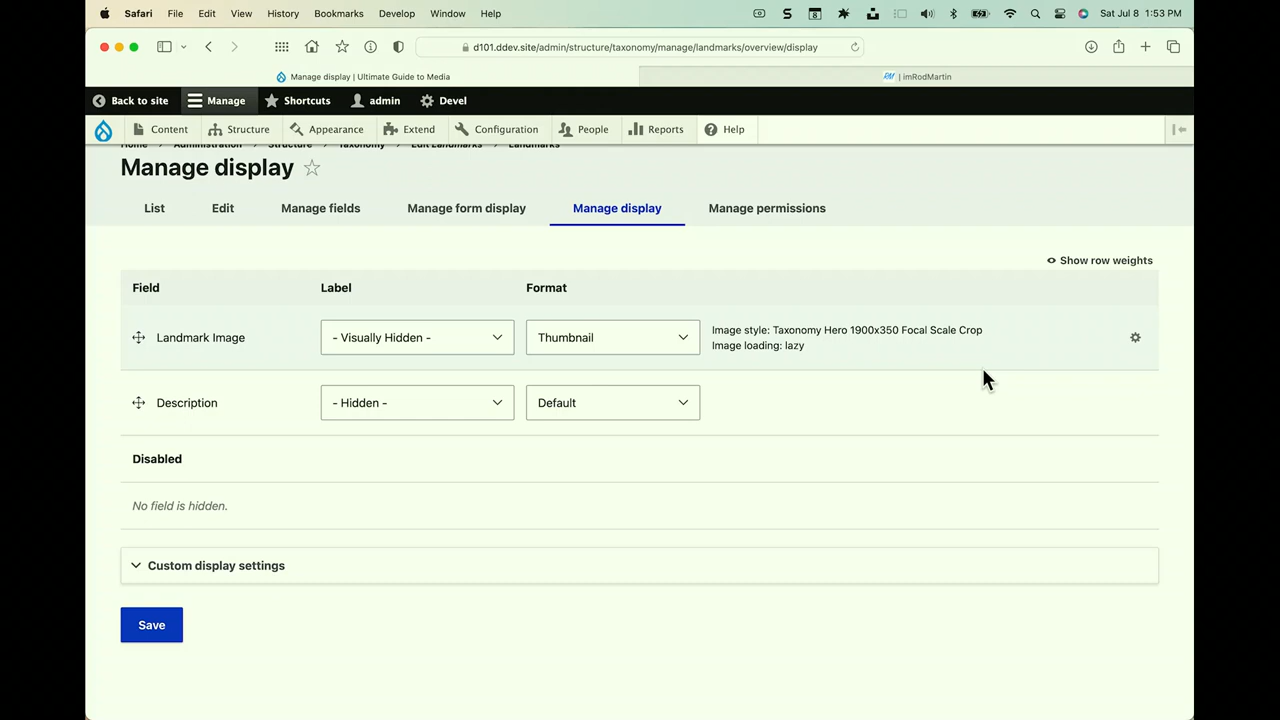 Safari File Edit View History Bookmarks Develop Window Help Sat Jul 8 1:53 PM
d101.ddev.site/admin/structure/taxonomy/manage/landmarks/overview/display
Manage display | Ultimate Guide to Media | imRodMartin
Back to site Manage Shortcuts admin Devel
Content Structure Appearance Extend Configuration People Reports Help
Home Administration Structure Taxonomy Edit Landmarks Landmarks
Manage display
List Edit Manage fields Manage form display Manage display Manage permissions
Show row weights
Field Label Format
Landmark Image - Visually Hidden - Thumbnail Image style: Taxonomy Hero 1900x350 Focal Scale Crop
Image loading: lazy
Description - Hidden - Default
Disabled
No field is hidden.
Custom display settings
Save